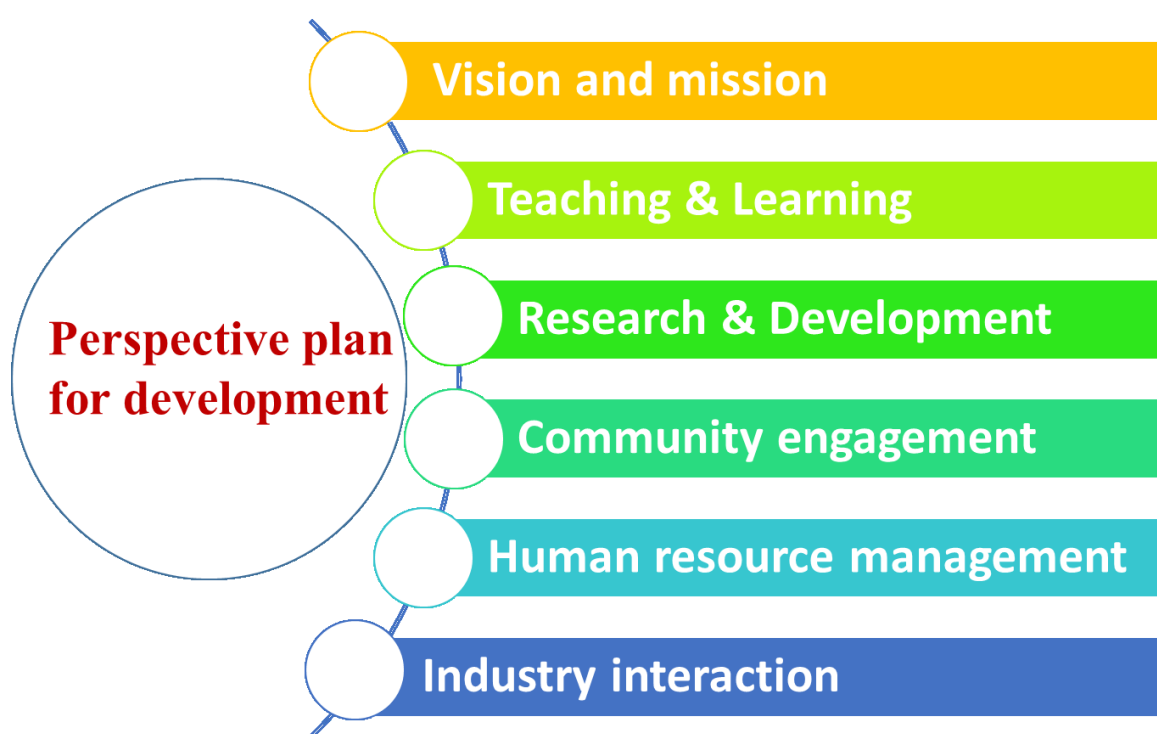 Vision and mission
Teaching & Learning
Research & Development
Perspective plan
for development
Community engagement
Human resource management
Industry interaction